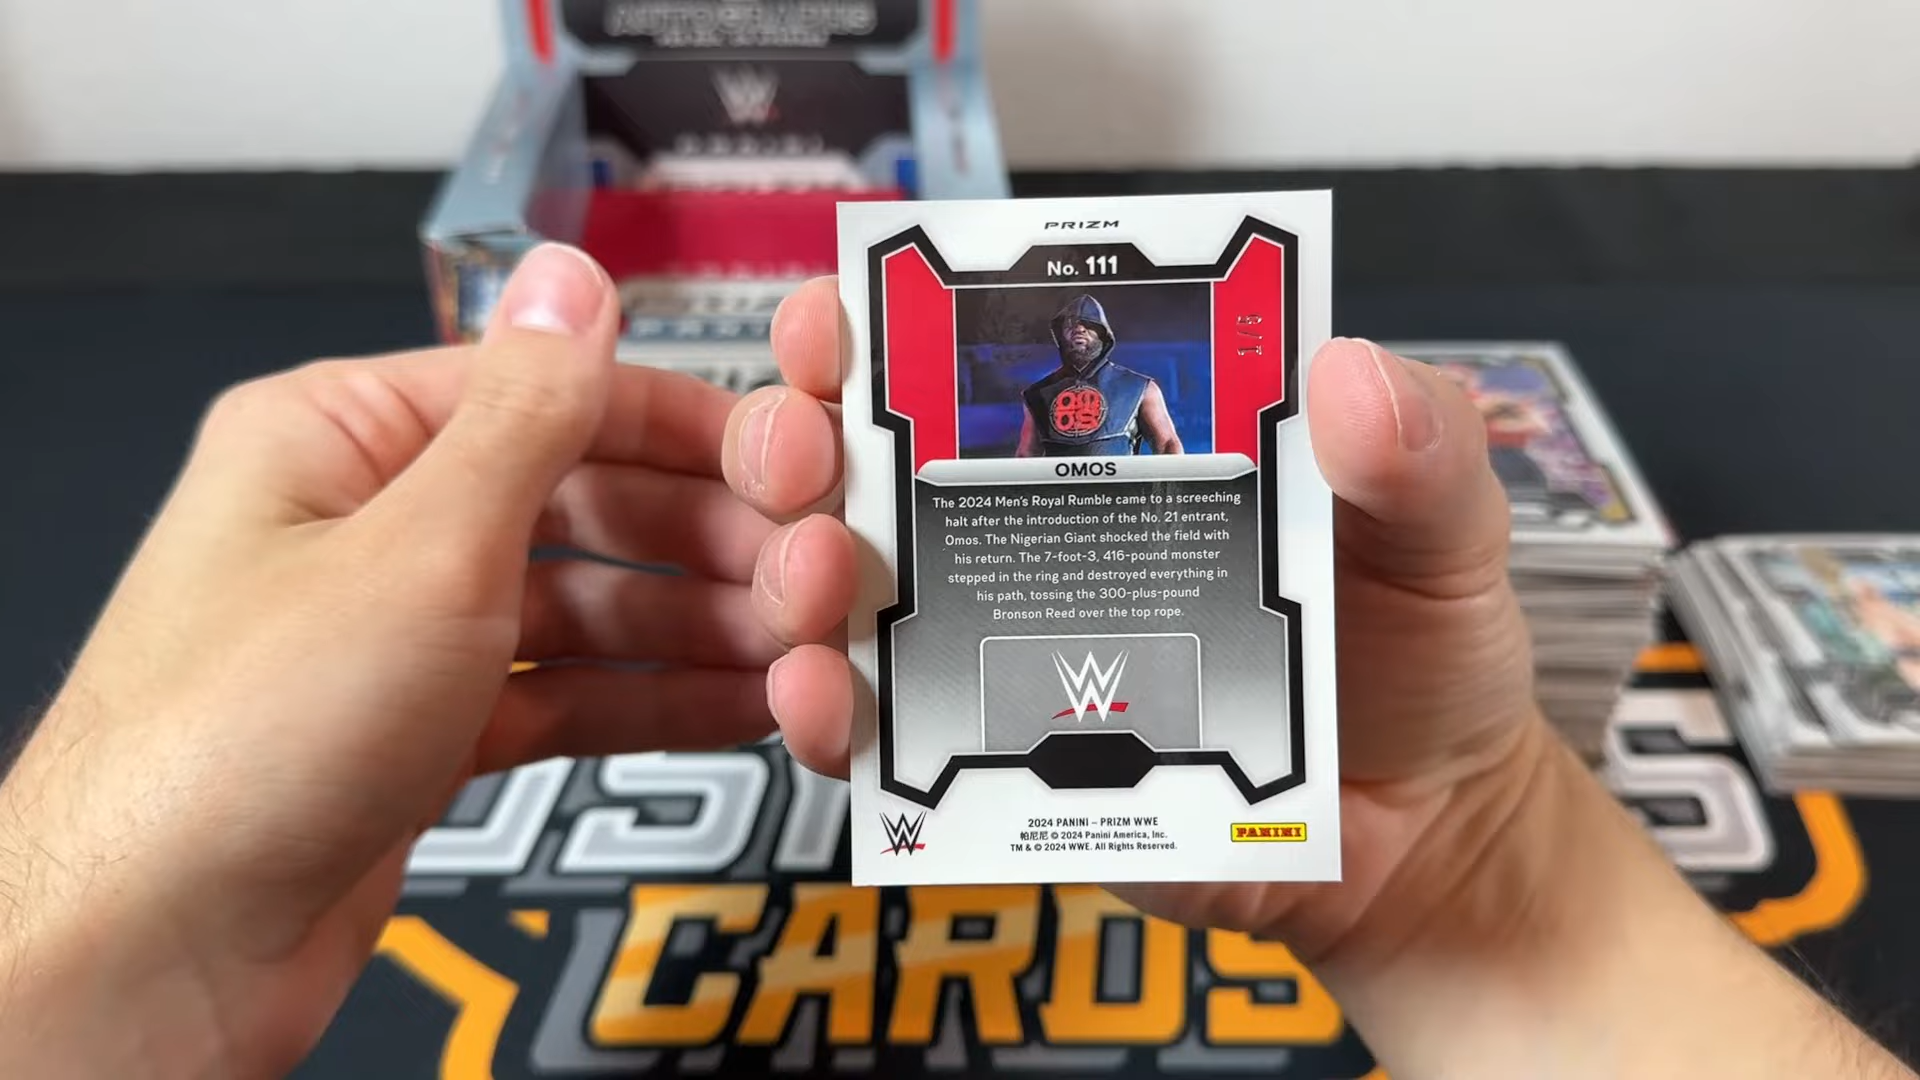 AUTOGRAPHS
W
PANINI
PRIZM
No. 111
1/5
OMOS
The 2024 Men's Royal Rumble came to a screeching
halt after the introduction of the No. 21 entrant,
Omos. The Nigerian Giant shocked the field with
his return. The 7-foot-3, 416-pound monster
stepped in the ring and destroyed everything in
his path, tossing the 300-plus-pound
Bronson Reed over the top rope.
W
2024 PANINI – PRIZM WWE
帕尼尼 © 2024 Panini America, Inc.
TM & © 2024 WWE. All Rights Reserved.
W
PANINI
CARDS